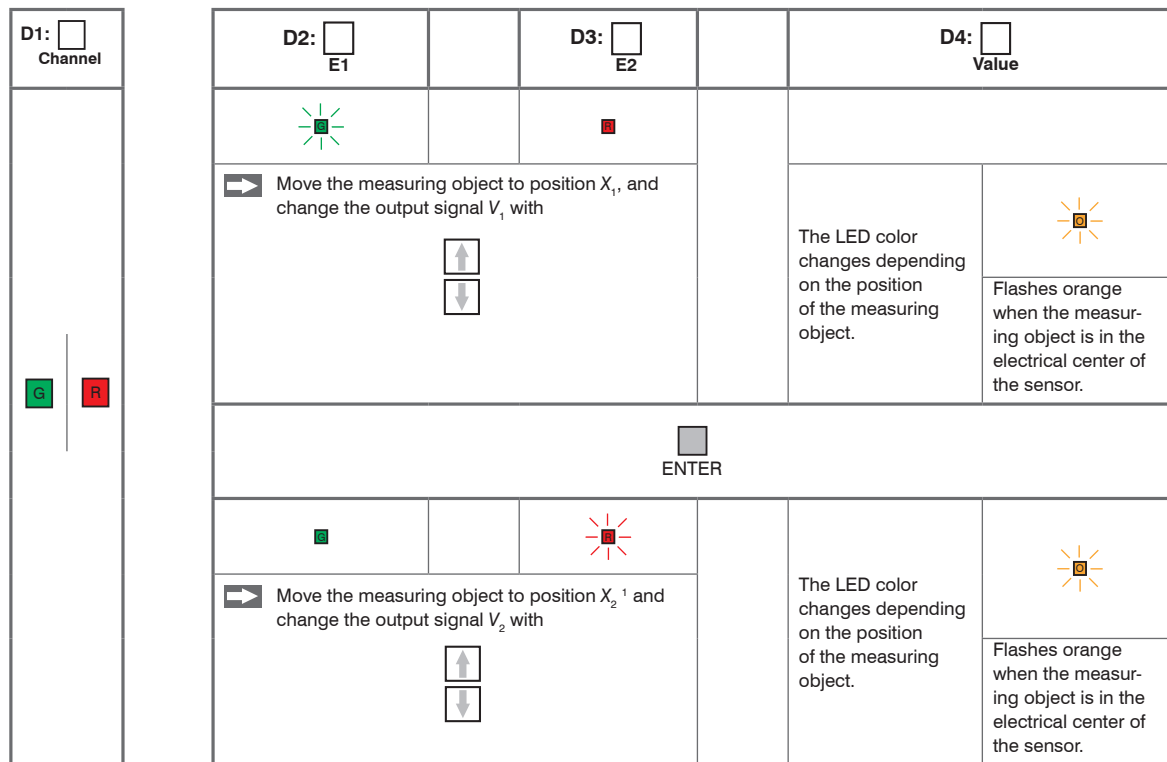 D1:
Channel
D2:
E1
D3:
E2
D4:
Value
G
R
Move the measuring object to position X₁, and
change the output signal V₁ with
The LED color
changes depending
on the position
of the measuring
object.
O
Flashes orange
when the measur-
ing object is in the
electrical center of
the sensor.
G
R
ENTER
G
R
Move the measuring object to position X₂ ¹ and
change the output signal V₂ with
The LED color
changes depending
on the position
of the measuring
object.
O
Flashes orange
when the measur-
ing object is in the
electrical center of
the sensor.